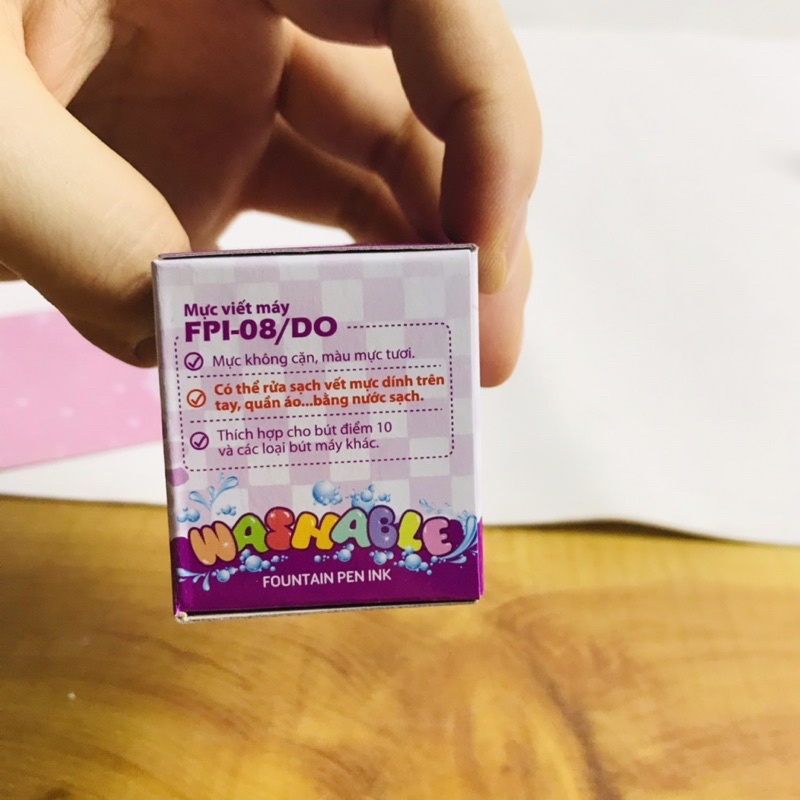 Mực viết máy
FPI-08/DO
Mực không cặn, màu mực tươi.
Có thể rửa sạch vết mực dính trên
tay, quần áo...bằng nước sạch.
Thích hợp cho bút điểm 10
và các loại bút máy khác.
WASHABLE
FOUNTAIN PEN INK